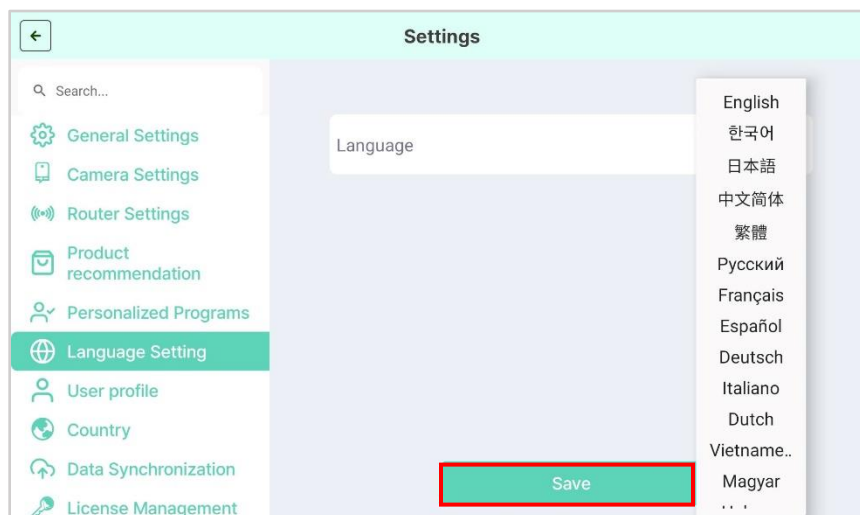 Settings
Search...
General Settings
Camera Settings
Router Settings
Product
recommendation
Personalized Programs
Language Setting
User profile
Country
Data Synchronization
License Management
Language
Save
English
한국어
日本語
中文简体
繁體
Русский
Français
Español
Deutsch
Italiano
Dutch
Vietname..
Magyar